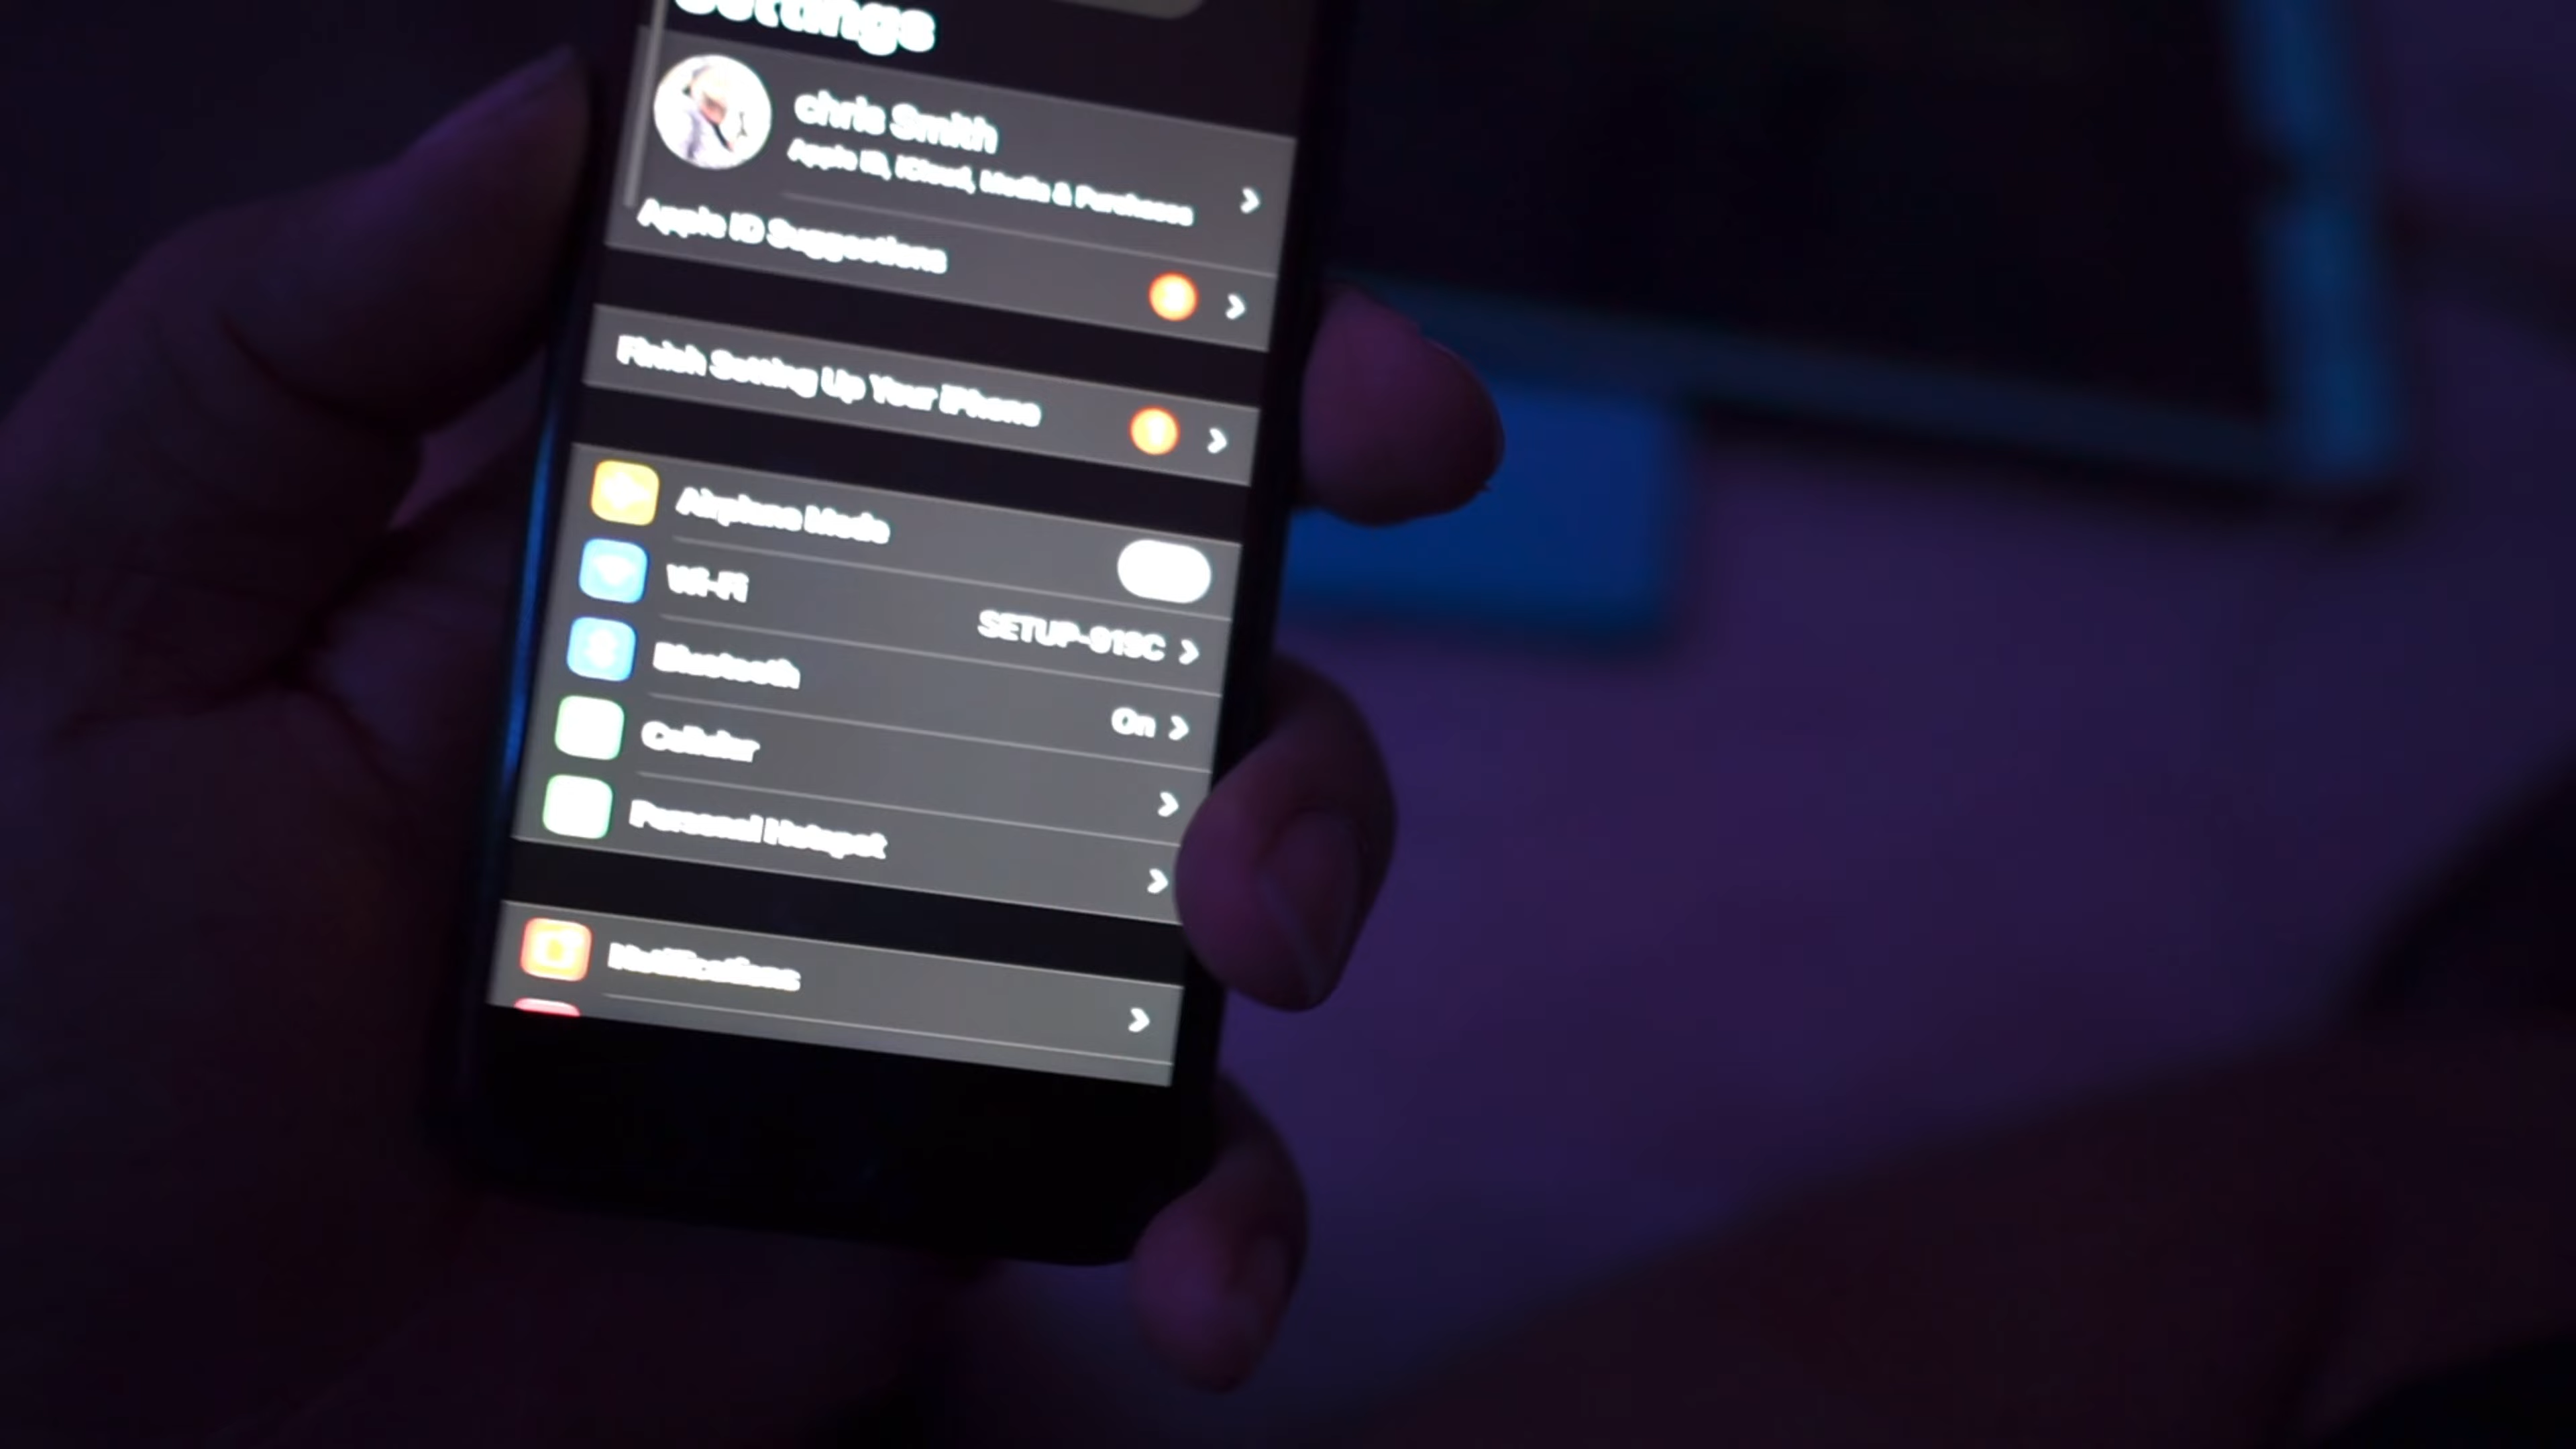 Settings
chris Smith
Apple ID, iCloud, Media & Purchases
Apple ID Suggestions
Finish Setting Up Your iPhone
1
Airplane Mode
Wi-Fi
SETUP-919C
Bluetooth
On
Cellular
Personal Hotspot
Notifications